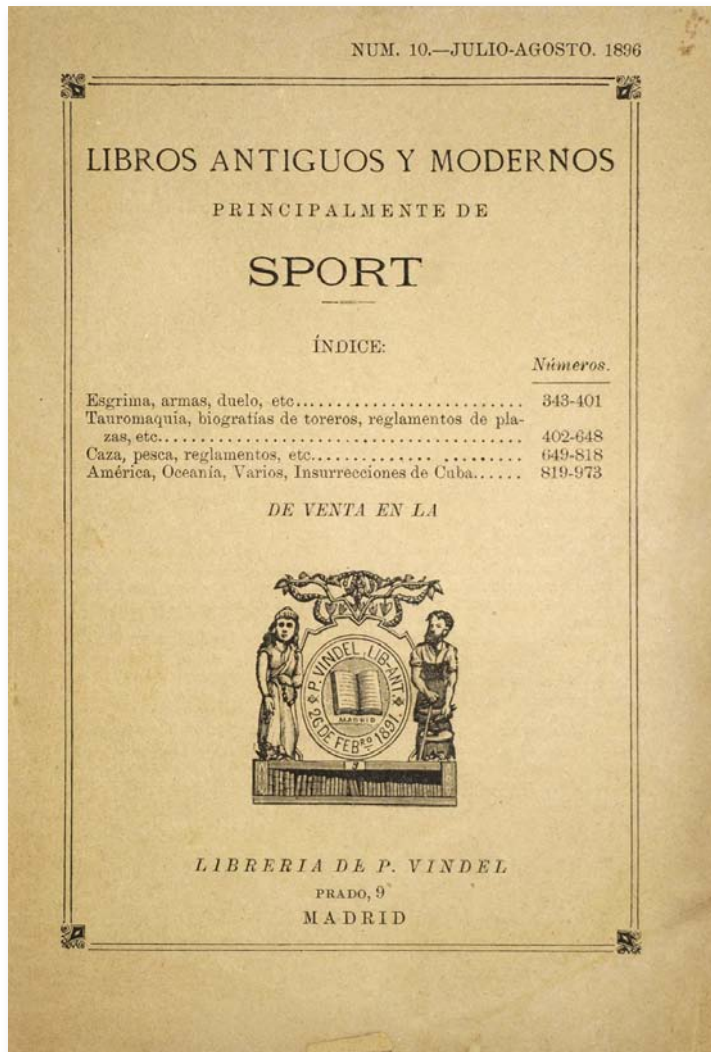 NUM. 10.—JULIO-AGOSTO. 1896
LIBROS ANTIGUOS Y MODERNOS
PRINCIPALMENTE DE
SPORT
ÍNDICE:
Números.
Esgrima, armas, duelo, etc.......................... 343-401
Tauromaquia, biografías de toreros, reglamentos de pla-
zas, etc...................................... 402-648
Caza, pesca, reglamentos, etc.............. ......... 649-818
América, Oceanía, Varios, Insurrecciones de Cuba...... 819-973
DE VENTA EN LA
P. VINDEL, LIB-ANT.
MADRID
26 DE FEBRO 1891.
9
LIBRERIA DE P. VINDEL
PRADO, 9
MADRID